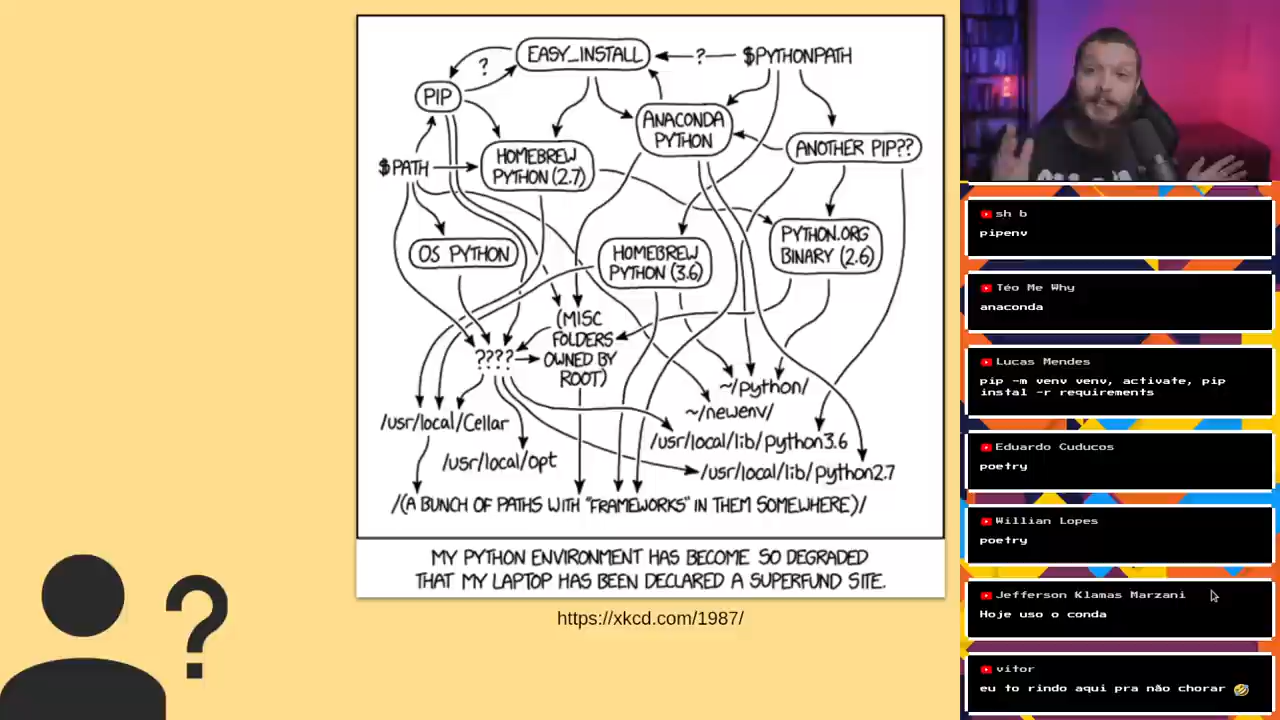 EASY_INSTALL
?
$PYTHONPATH
?
PIP
ANACONDA
PYTHON
ANOTHER PIP??
HOMEBREW
PYTHON (2.7)
$PATH
PYTHON.ORG
BINARY (2.6)
OS PYTHON
HOMEBREW
PYTHON (3.6)
(MISC
FOLDERS
OWNED BY
ROOT)
????
~/python/
~/newenv/
/usr/local/Cellar
/usr/local/lib/python3.6
/usr/local/opt
/usr/local/lib/python2.7
/(A BUNCH OF PATHS WITH "FRAMEWORKS" IN THEM SOMEWHERE)/
MY PYTHON ENVIRONMENT HAS BECOME SO DEGRADED
THAT MY LAPTOP HAS BEEN DECLARED A SUPERFUND SITE.
https://xkcd.com/1987/
?
sh b
pipenv
Téo Me Why
anaconda
Lucas Mendes
pip -m venv venv, activate, pip
instal -r requirements
Eduardo Cuducos
poetry
Willian Lopes
poetry
Jefferson Klamas Marzani
Hoje uso o conda
vitor
eu to rindo aqui pra não chorar 🤣